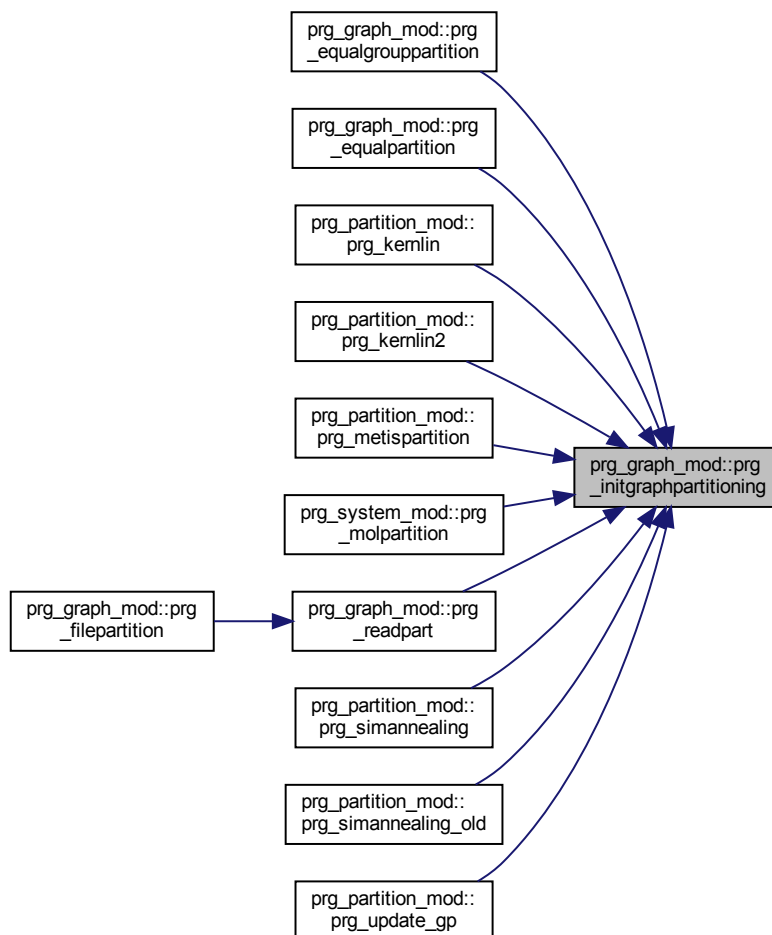 prg_graph_mod::prg
_equalgrouppartition
prg_graph_mod::prg
_equalpartition
prg_partition_mod::
prg_kernlin
prg_partition_mod::
prg_kernlin2
prg_partition_mod::
prg_metispartition
prg_graph_mod::prg
_initgraphpartitioning
prg_system_mod::prg
_molpartition
prg_graph_mod::prg
_filepartition
prg_graph_mod::prg
_readpart
prg_partition_mod::
prg_simannealing
prg_partition_mod::
prg_simannealing_old
prg_partition_mod::
prg_update_gp